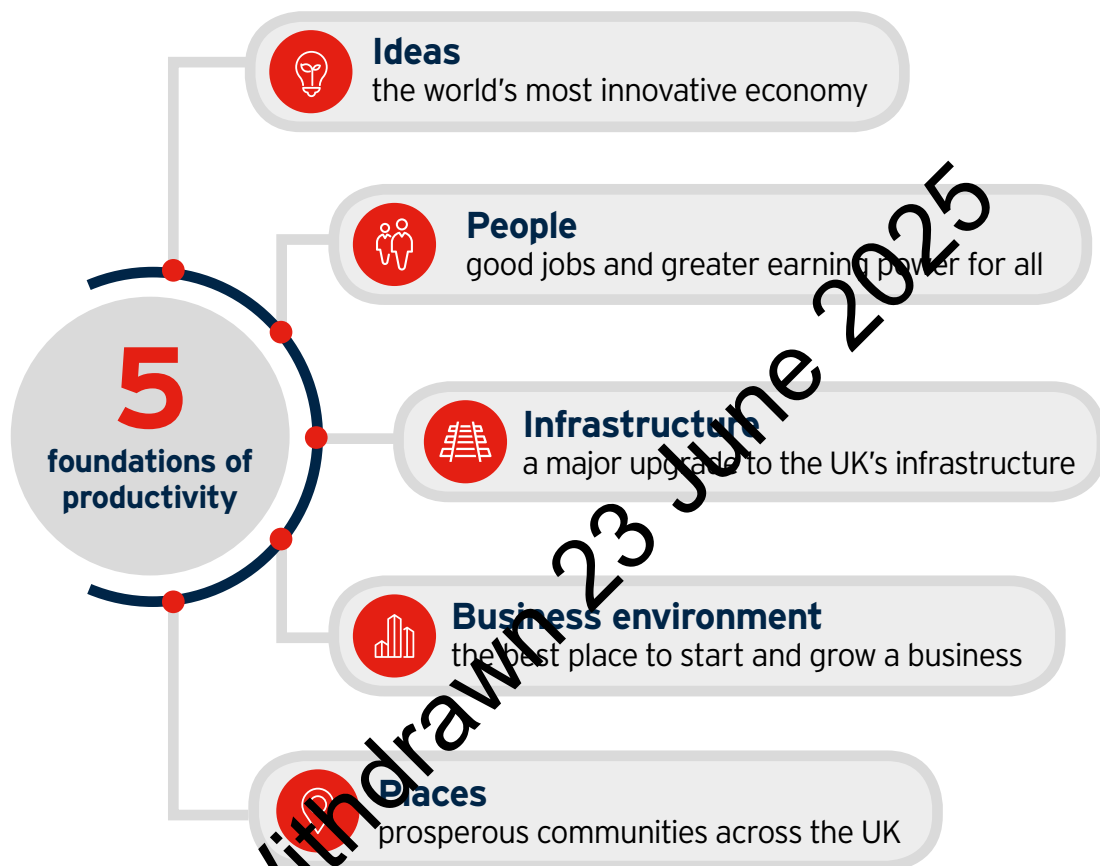 Ideas
the world's most innovative economy
People
good jobs and greater earning power for all
5
foundations of
productivity
Infrastructure
a major upgrade to the UK's infrastructure
Business environment
the best place to start and grow a business
Places
prosperous communities across the UK
Withdrawn 23 June 2025